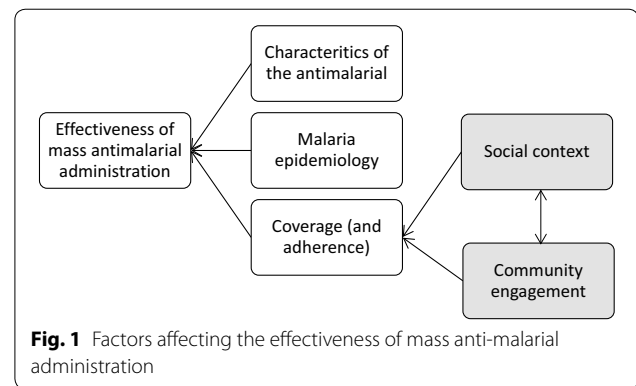 Characteritics of
the antimalarial
Effectiveness of
mass antimalarial
administration
Malaria
epidemiology
Social context
Coverage (and
adherence)
Community
engagement
Fig. 1 Factors affecting the effectiveness of mass anti-malarial
administration